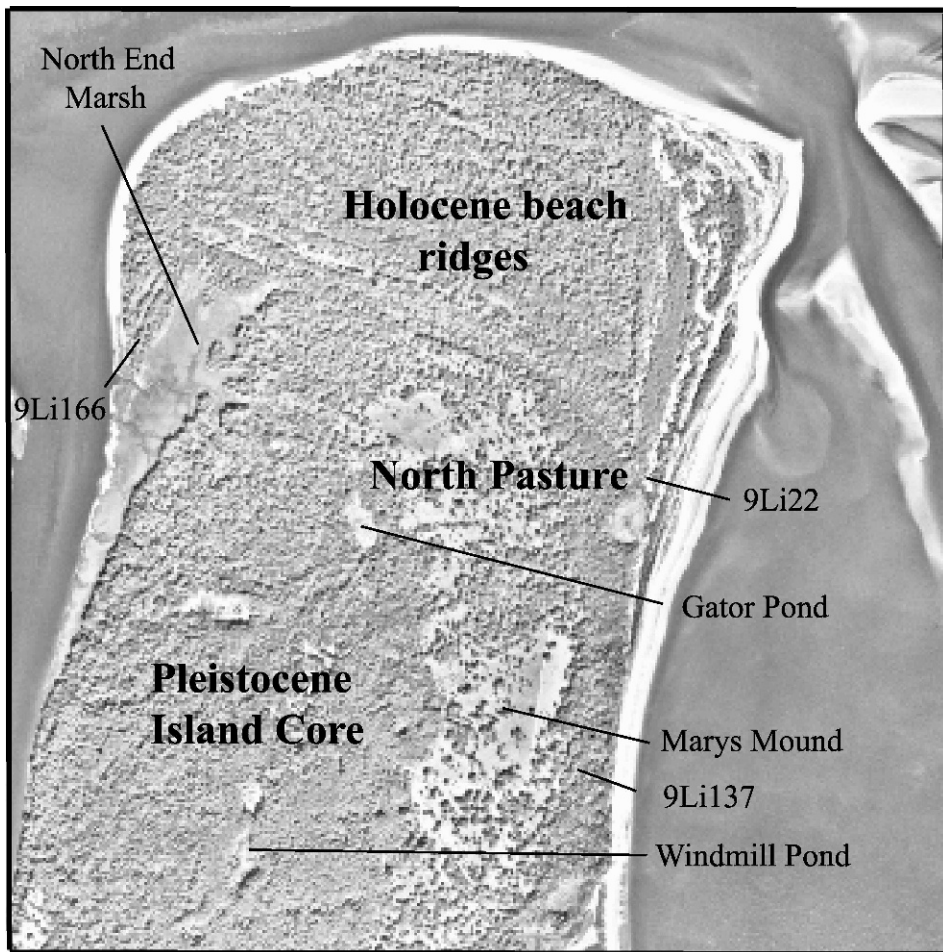 North End
Marsh
Holocene beach
ridges
9Li166
North Pasture
9Li22
Gator Pond
Pleistocene
Island Core
Marys Mound
9Li137
Windmill Pond